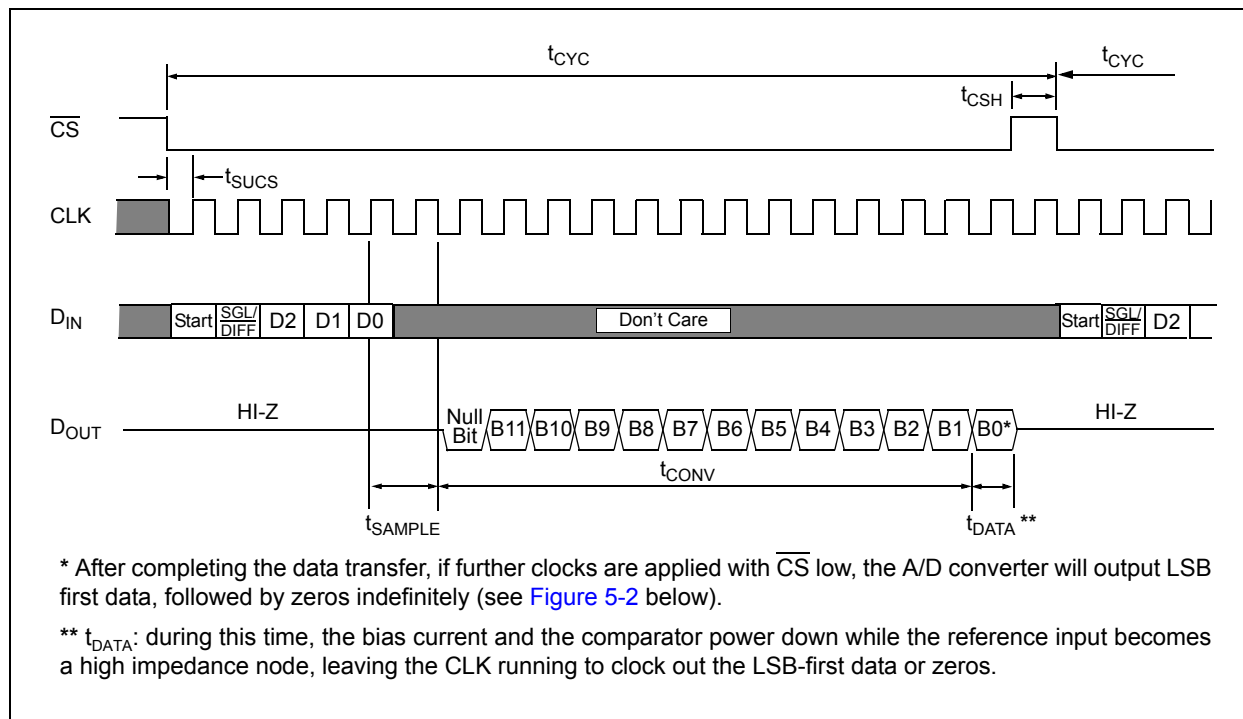 tCYC
tCYC
tCSH
CS
tSUCS
CLK
DIN
Start SGL/DIFF D2 D1 D0 Don't Care Start SGL/DIFF D2
DOUT
HI-Z Null Bit B11 B10 B9 B8 B7 B6 B5 B4 B3 B2 B1 B0* HI-Z
tCONV
tSAMPLE
tDATA **
* After completing the data transfer, if further clocks are applied with CS low, the A/D converter will output LSB
first data, followed by zeros indefinitely (see Figure 5-2 below).
** tDATA: during this time, the bias current and the comparator power down while the reference input becomes
a high impedance node, leaving the CLK running to clock out the LSB-first data or zeros.